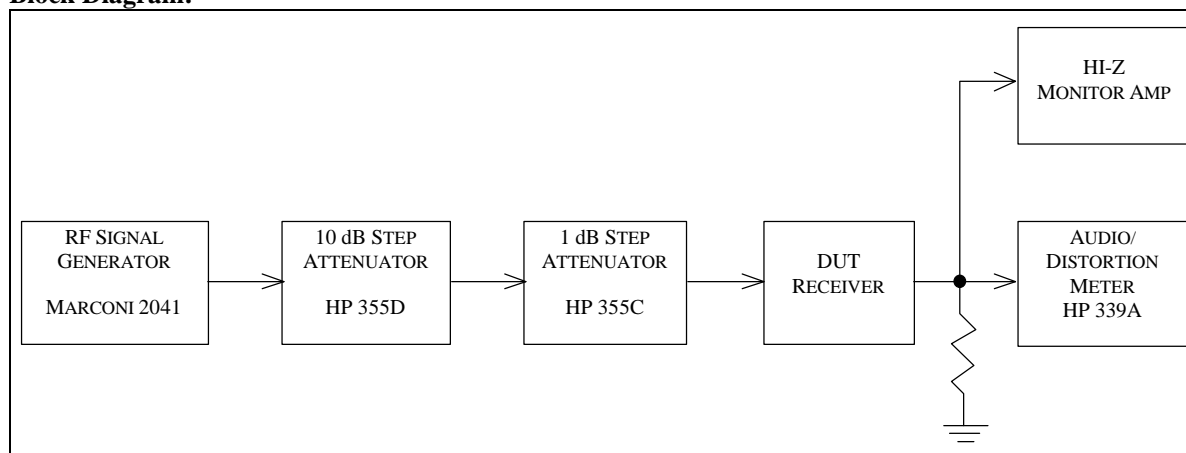 Block Diagram:
HI-Z
MONITOR AMP
RF SIGNAL
GENERATOR
MARCONI 2041
10 dB STEP
ATTENUATOR
HP 355D
1 dB STEP
ATTENUATOR
HP 355C
DUT
RECEIVER
AUDIO/
DISTORTION
METER
HP 339A